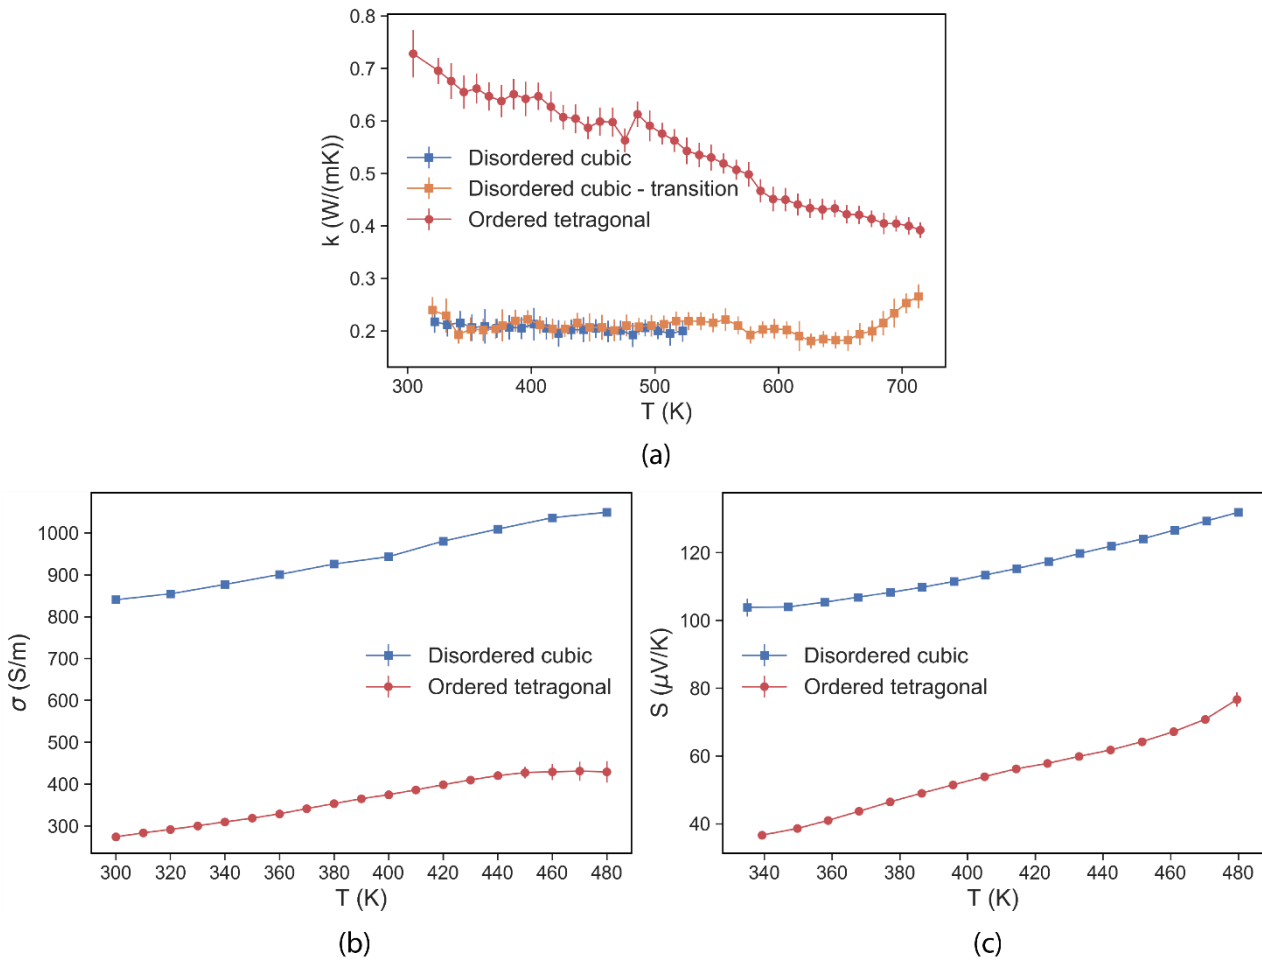 0.8
0.7
0.6
0.5
0.4
0.3
0.2
k (W/(mK))
Disordered cubic
Disordered cubic - transition
Ordered tetragonal
300 400 500 600 700
T (K)
(a)
1000
900
800
700
600
500
400
300
σ (S/m)
Disordered cubic
Ordered tetragonal
300 320 340 360 380 400 420 440 460 480
T (K)
(b)
120
100
80
60
40
S (μV/K)
Disordered cubic
Ordered tetragonal
340 360 380 400 420 440 460 480
T (K)
(c)